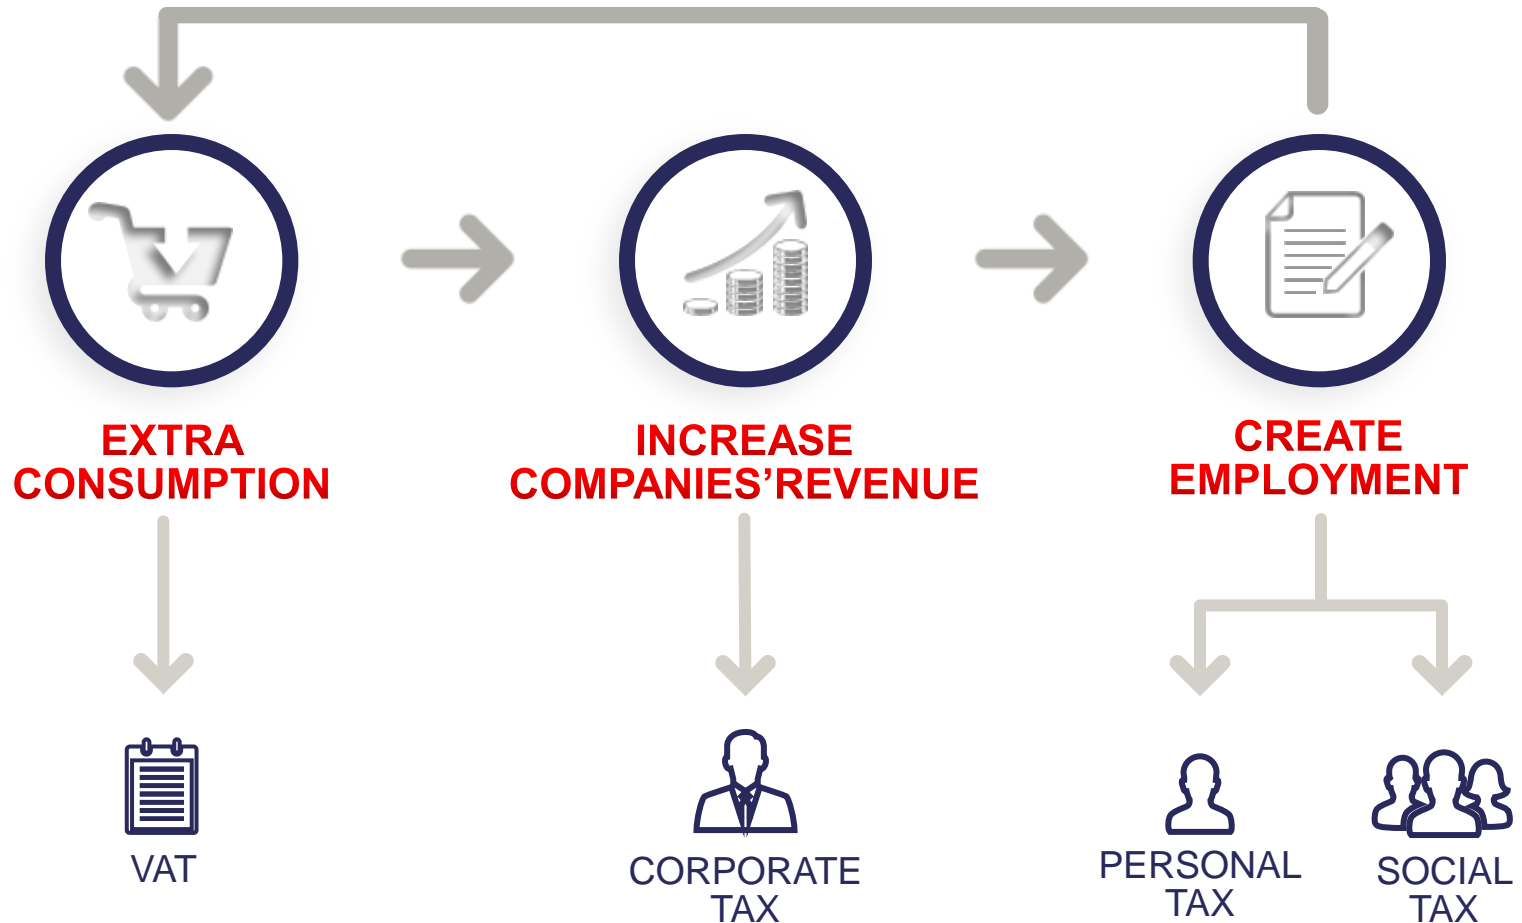 EXTRA
CONSUMPTION
INCREASE
COMPANIES’REVENUE
CREATE
EMPLOYMENT
VAT
CORPORATE
TAX
PERSONAL
TAX
SOCIAL
TAX